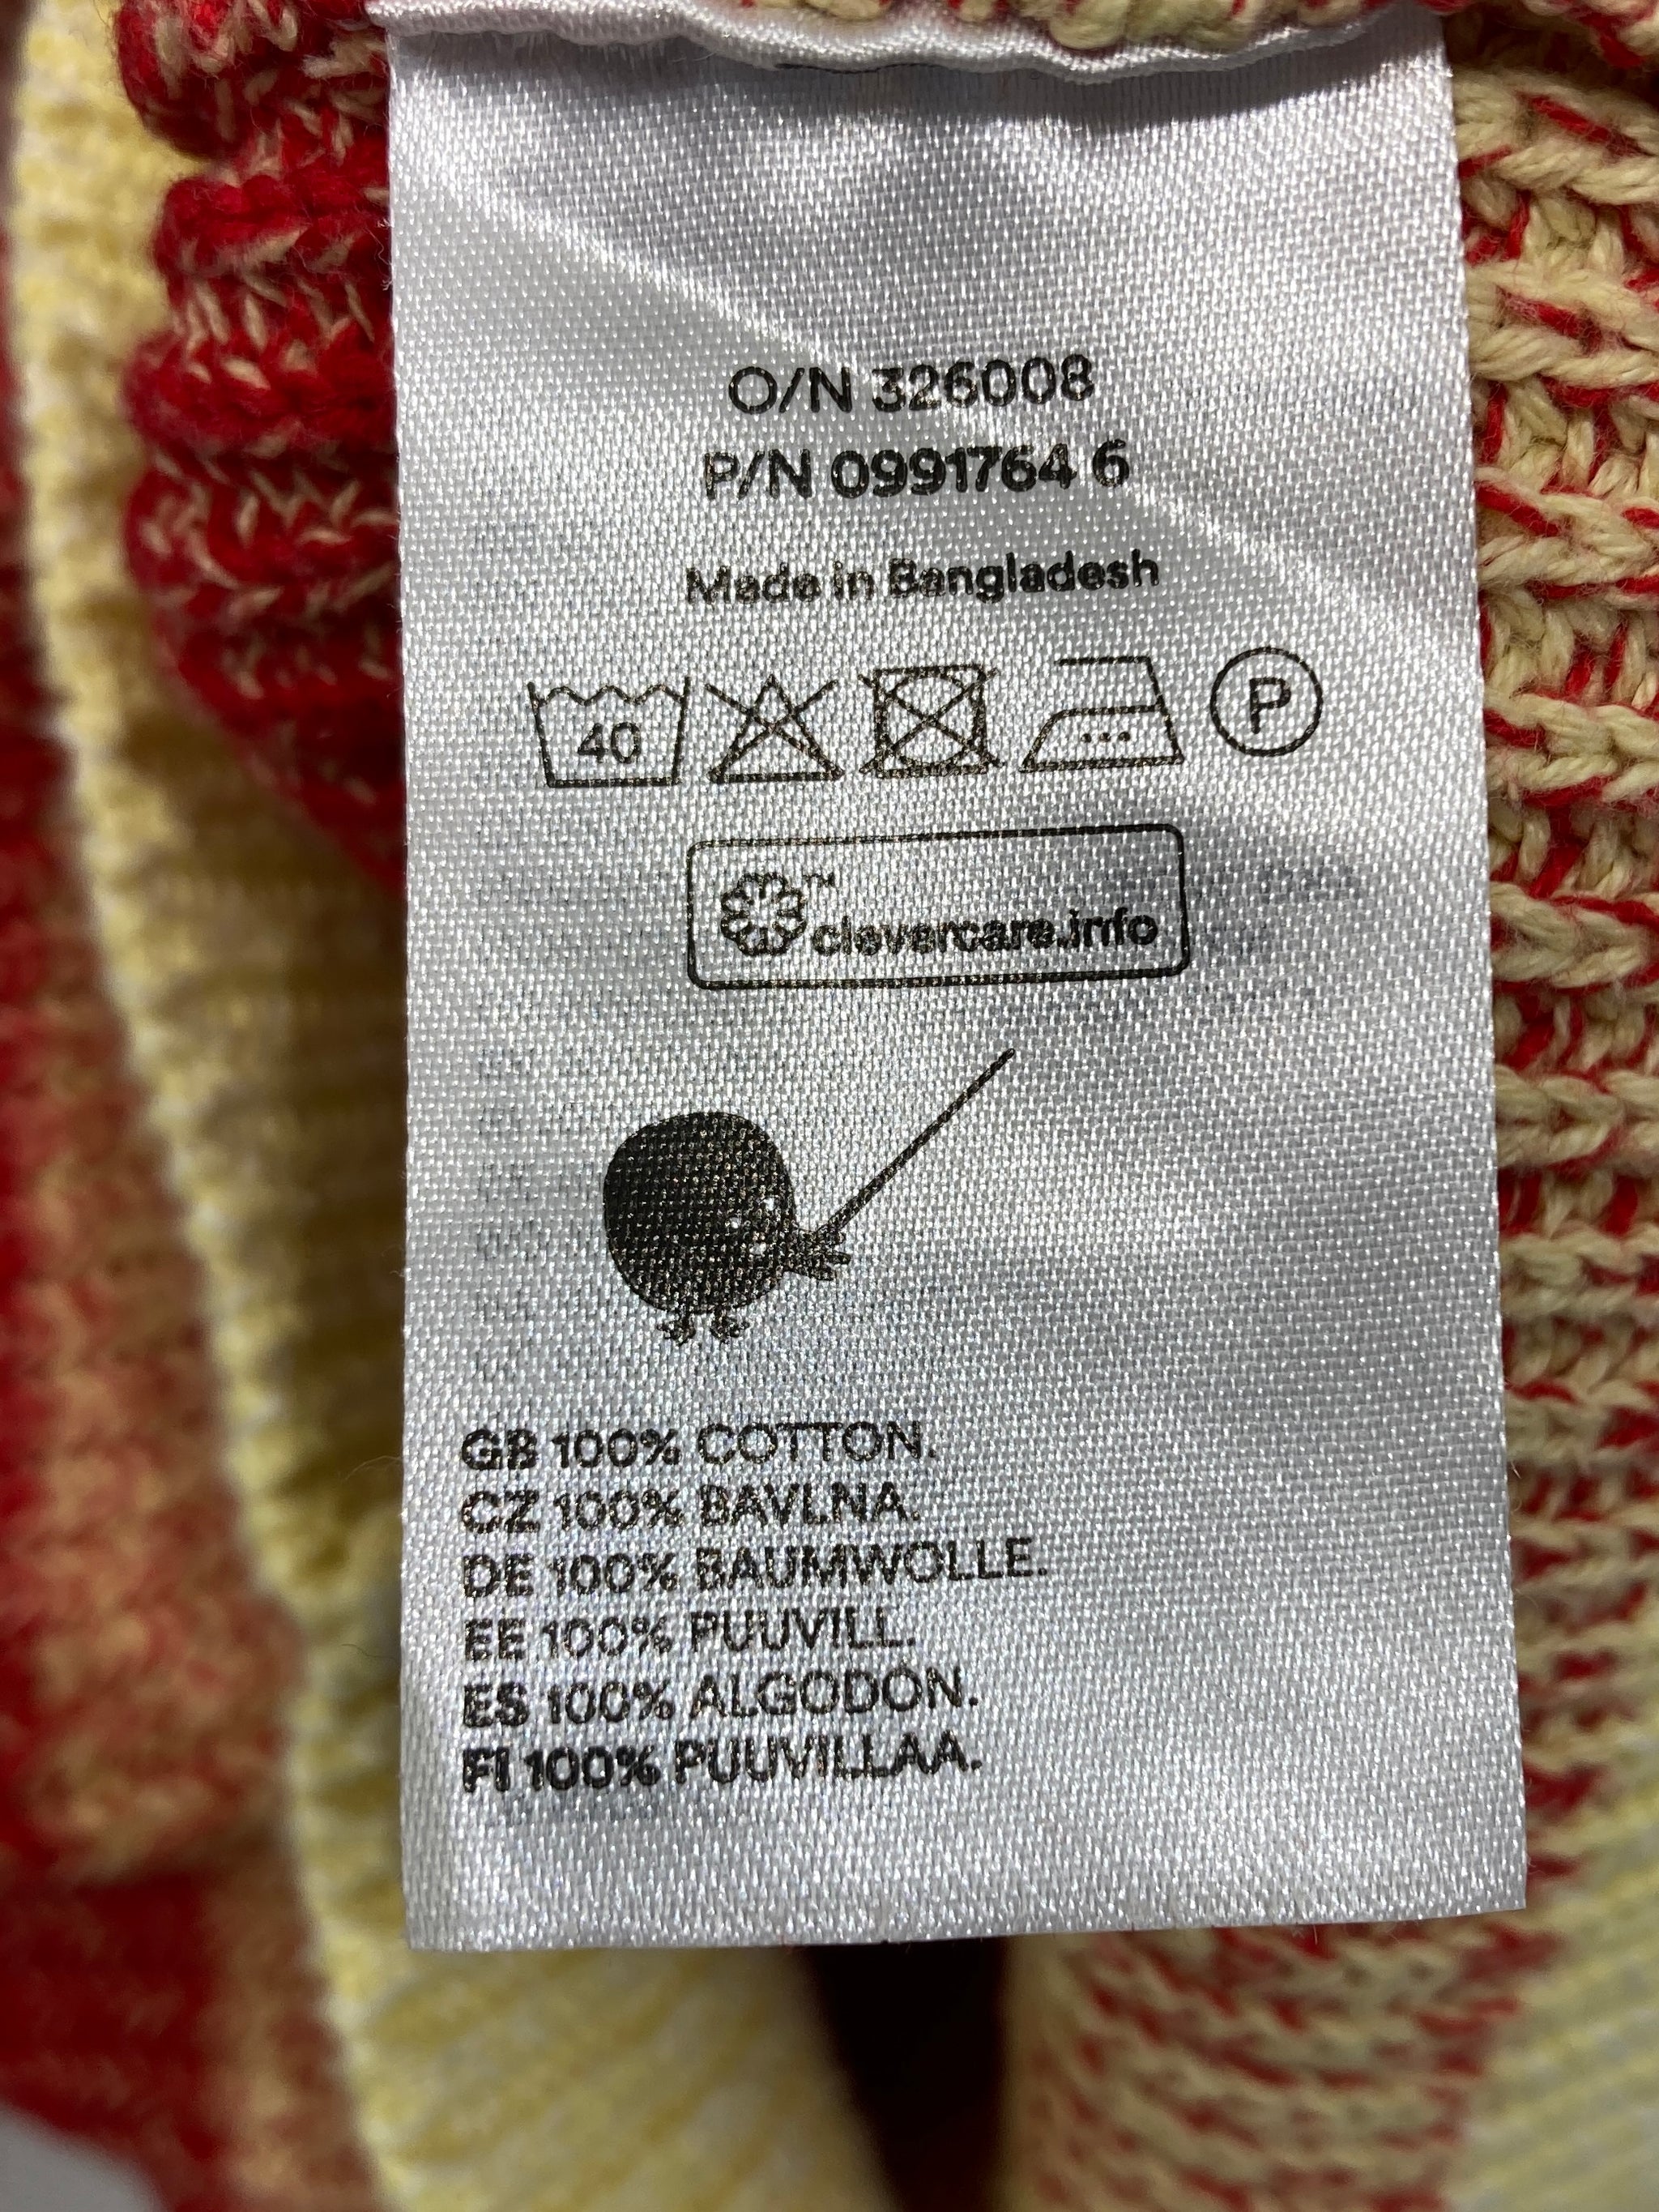 O/N 326008
P/N 0991764 6
Made in Bangladesh
40
P
™
clevercare.info
GB 100% COTTON.
CZ 100% BAVLNA.
DE 100% BAUMWOLLE.
EE 100% PUUVILL.
ES 100% ALGODÓN.
FI 100% PUUVILLAA.